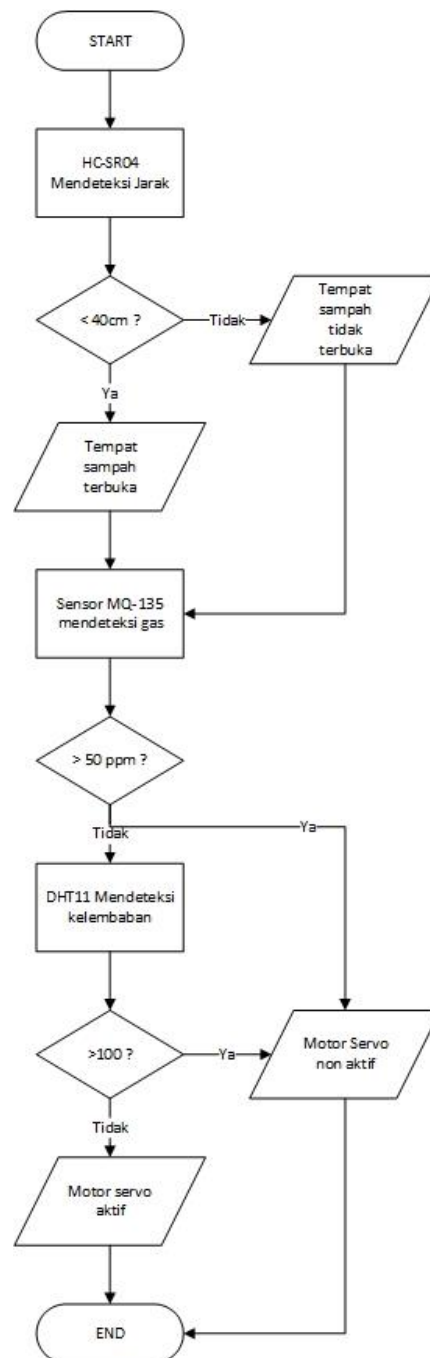 START
HC-SR04
Mendeteksi Jarak
< 40cm ?
Tidak
Tempat
sampah
tidak
terbuka
Ya
Tempat
sampah
terbuka
Sensor MQ-135
mendeteksi gas
> 50 ppm ?
Tidak
Ya
DHT11 Mendeteksi
kelembaban
>100 ?
Ya
Motor Servo
non aktif
Tidak
Motor servo
aktif
END